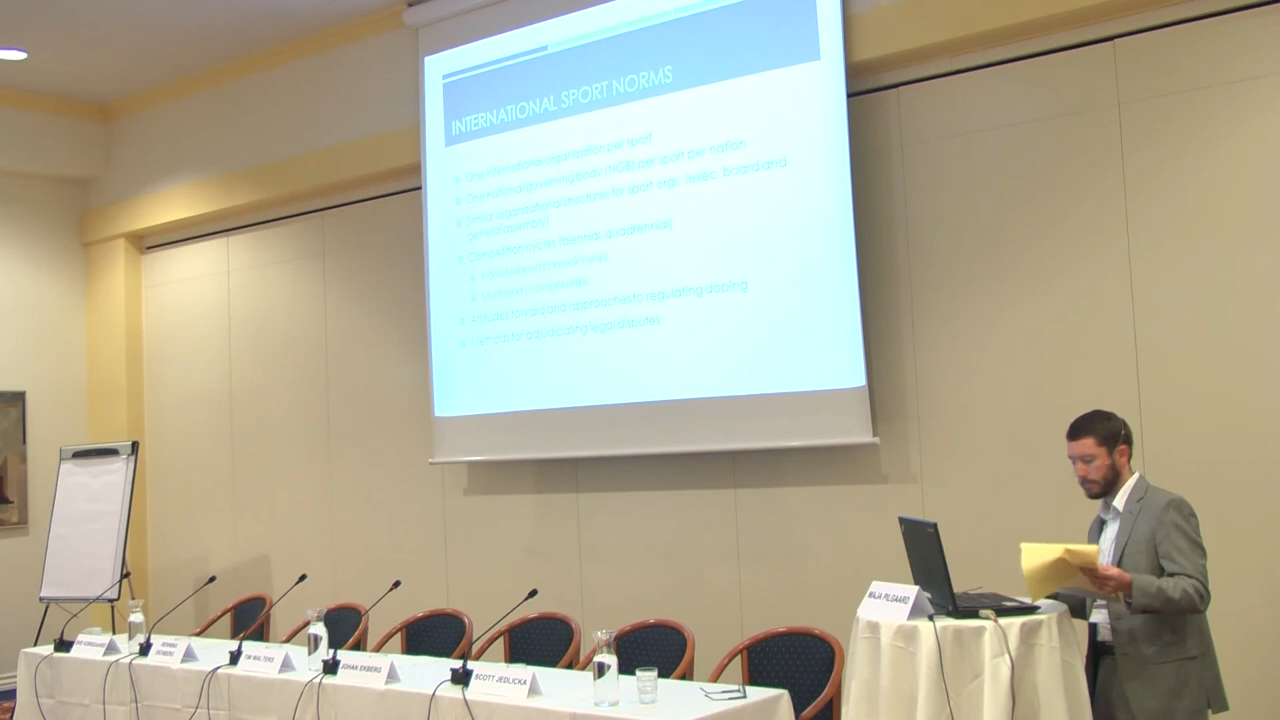 INTERNATIONAL SPORT NORMS
One international organization per sport
One national governing body (NGB) per sport per nation
Similar organizational structures for sport orgs. (exec. board and
general assembly)
Competition cycles (biennial, quadrennial)
Attitudes toward and approaches to regulating doping
Methods for adjudicating legal disputes
MAJA PILGAARD
TIM WALTERS
JOHAN EKBERG
SCOTT JEDLICKA